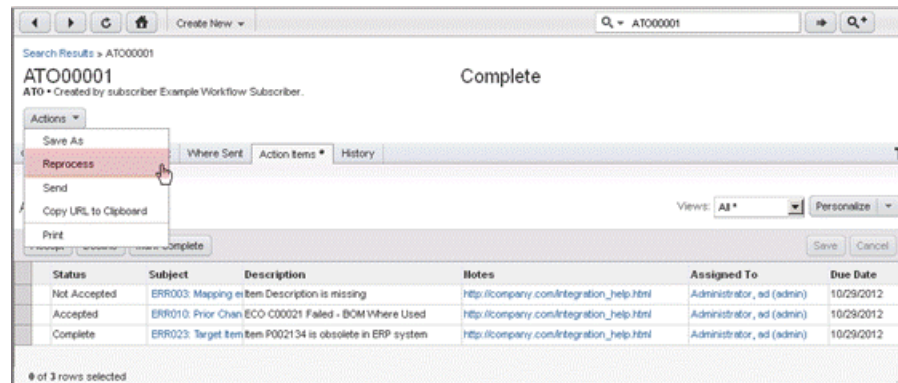 Create New
ATO00001
Search Results > ATO00001
ATO00001
Complete
ATO • Created by subscriber Example Workflow Subscriber.
Actions
Save As
Reprocess
Send
Copy URL to Clipboard
Print
Where Sent
Action Items *
History
Views: All *
Personalize
Complete
Save
Cancel
Status Subject Description Notes Assigned To Due Date
Not Accepted ERR003: Mapping er Item Description is missing http://company.com/integration_help.html Administrator, ad (admin) 10/29/2012
Accepted ERR010: Prior Chan ECO C00021 Failed - BOM Where Used http://company.com/integration_help.html Administrator, ad (admin) 10/29/2012
Complete ERR023: Target Item Item P002134 is obsolete in ERP system http://company.com/integration_help.html Administrator, ad (admin) 10/29/2012
0 of 3 rows selected